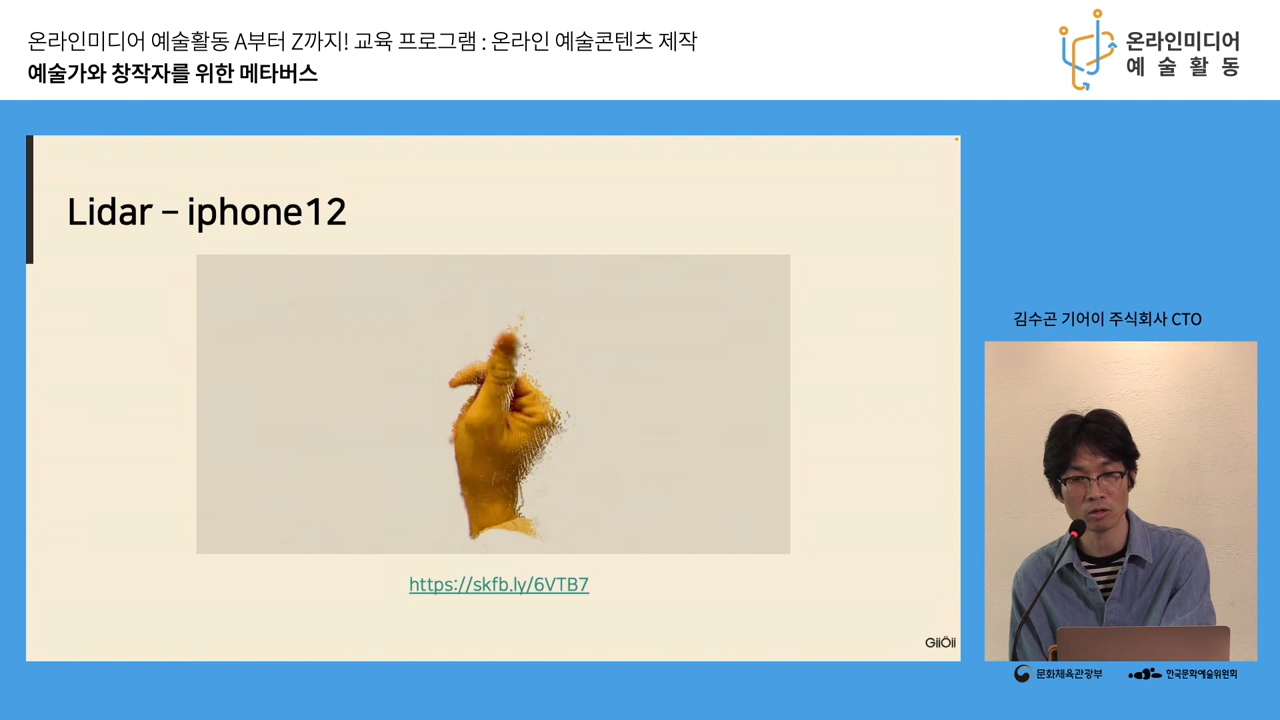 온라인미디어 예술활동 A부터 Z까지! 교육 프로그램 : 온라인 예술콘텐츠 제작
예술가와 창작자를 위한 메타버스
온라인미디어
예 술 활 동
Lidar – iphone12
https://skfb.ly/6VTB7
GiiÖii
김수곤 기어이 주식회사 CTO
문화체육관광부
한국문화예술위원회